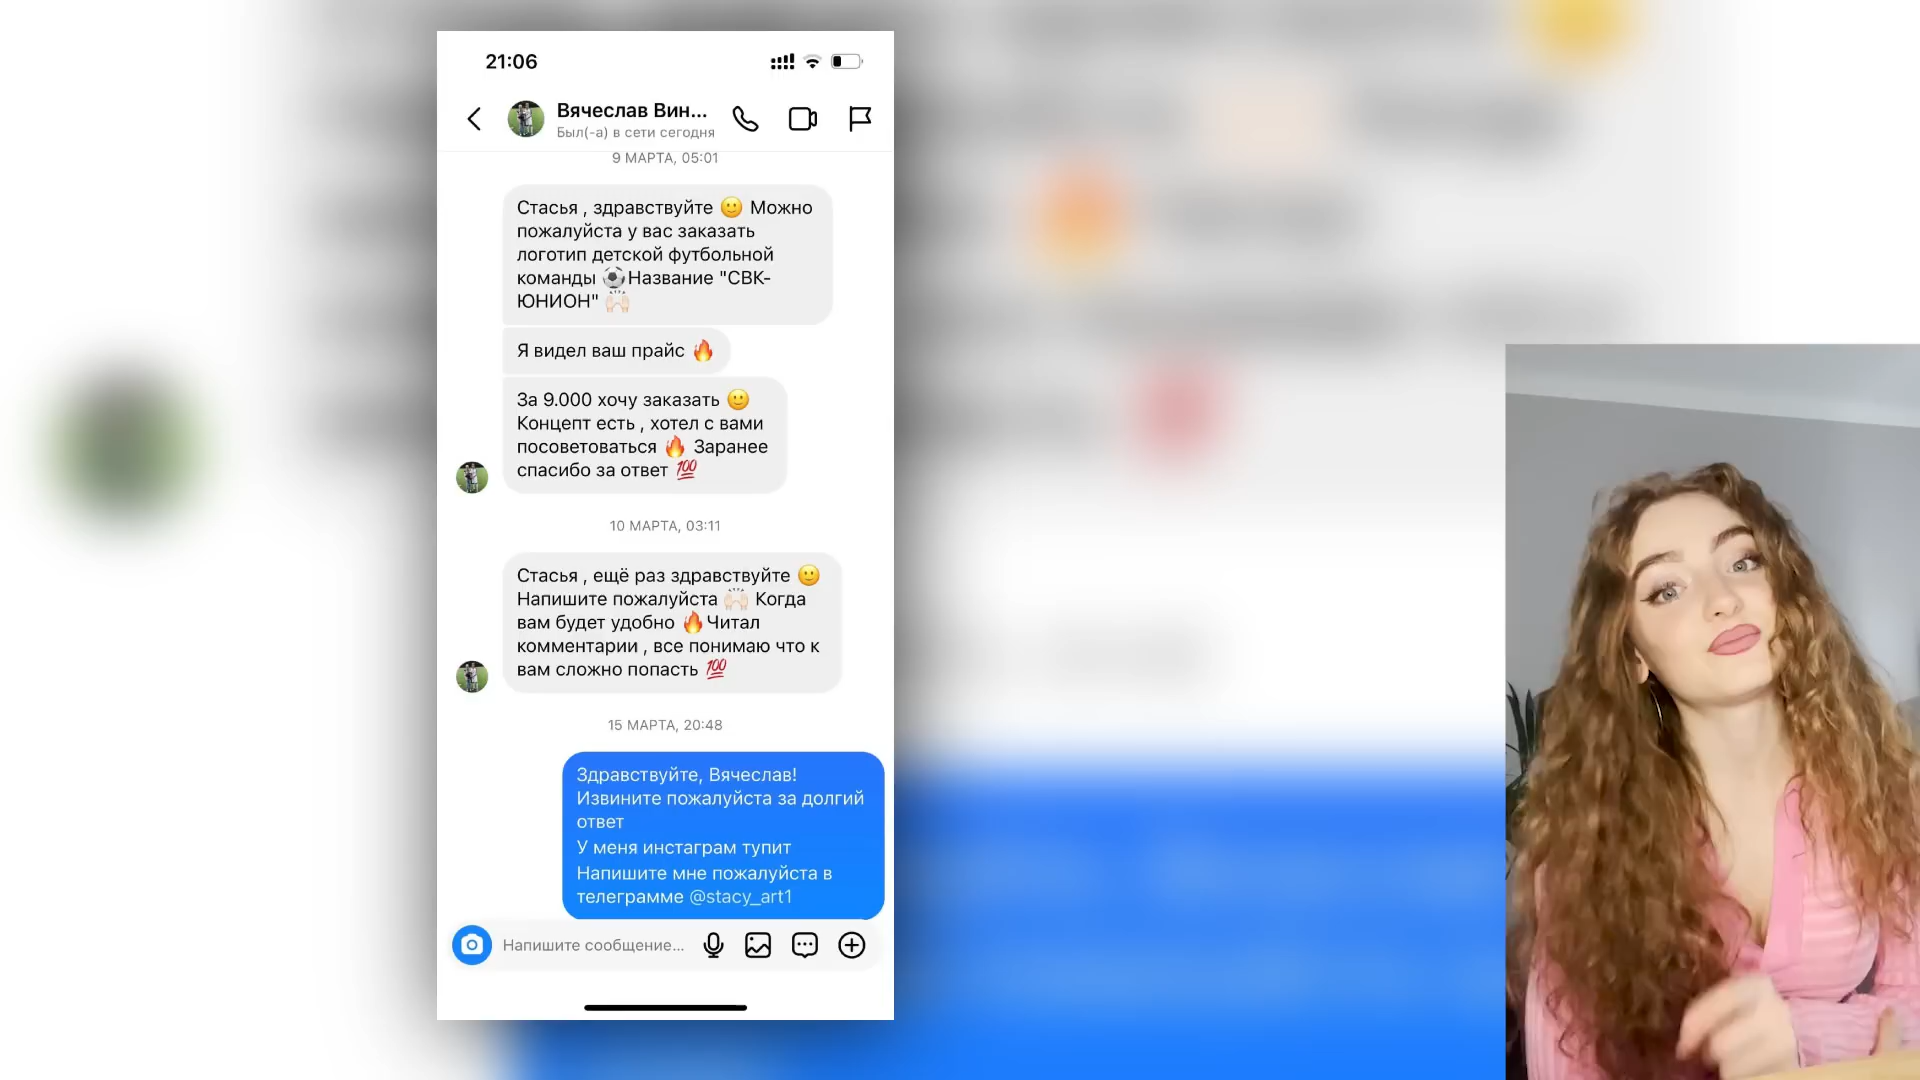 21:06
Вячеслав Вин...
Был(-а) в сети сегодня
9 МАРТА, 05:01
Стасья , здравствуйте 🙂 Можно
пожалуйста у вас заказать
логотип детской футбольной
команды ⚽Название "СВК-
ЮНИОН" 🙌🏻
Я видел ваш прайс 🔥
За 9.000 хочу заказать 🙂
Концепт есть , хотел с вами
посоветоваться 🔥 Заранее
спасибо за ответ 💯
10 МАРТА, 03:11
Стасья , ещё раз здравствуйте 🙂
Напишите пожалуйста 🙌🏻 Когда
вам будет удобно 🔥Читал
комментарии , все понимаю что к
вам сложно попасть 💯
15 МАРТА, 20:48
Здравствуйте, Вячеслав!
Извините пожалуйста за долгий
ответ
У меня инстаграм тупит
Напишите мне пожалуйста в
телеграмме @stacy_art1
Напишите сообщение...